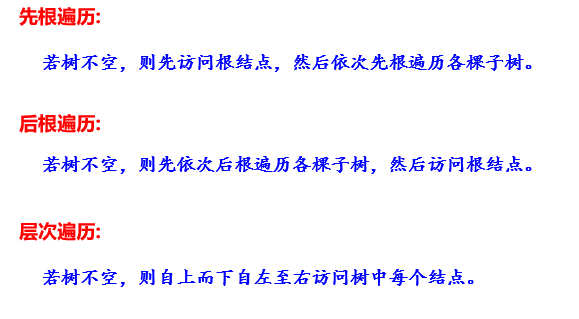 先根遍历:
若树不空，则先访问根结点，然后依次先根遍历各棵子树。
后根遍历:
若树不空，则先依次后根遍历各棵子树，然后访问根结点。
层次遍历:
若树不空，则自上而下自左至右访问树中每个结点。